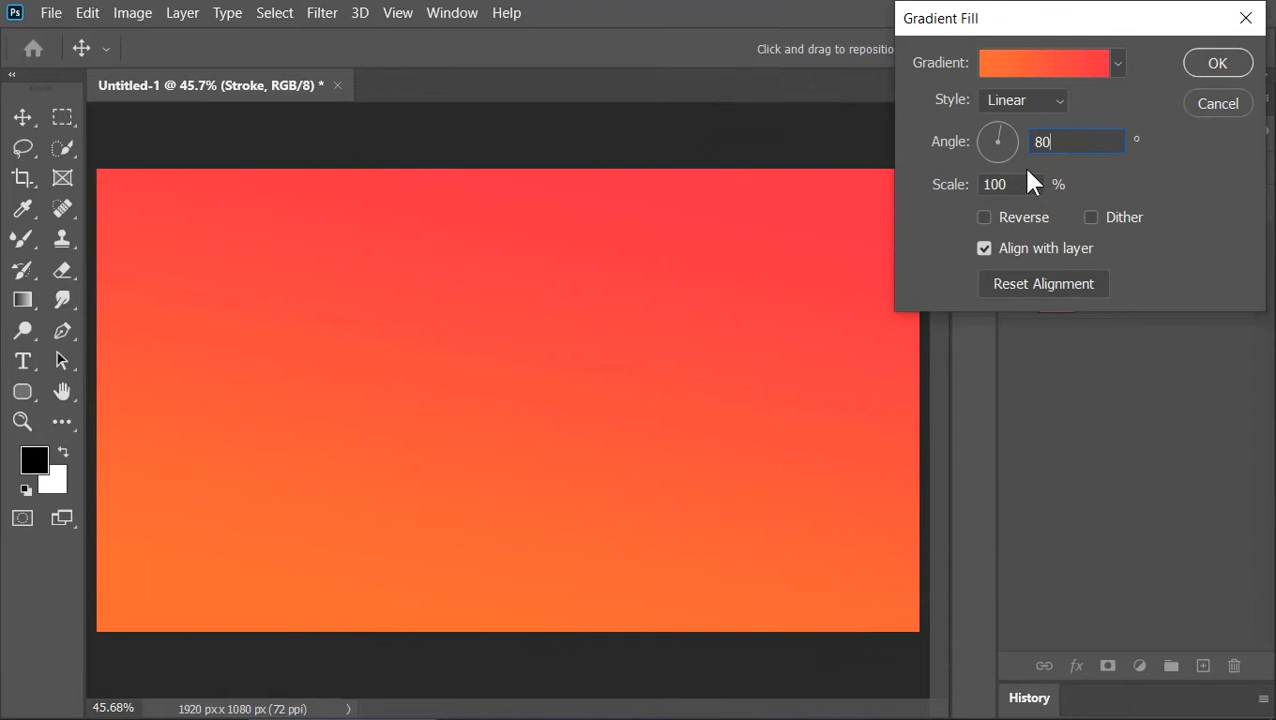 Ps File Edit Image Layer Type Select Filter 3D View Window Help
Gradient Fill
Click and drag to repositio
Untitled-1 @ 45.7% (Stroke, RGB/8) *
Gradient:
OK
Style: Linear
Cancel
Angle: 80 °
Scale: 100 %
Reverse Dither
Align with layer
Reset Alignment
T
fx
History
45.68% 1920 px x 1080 px (72 ppi)